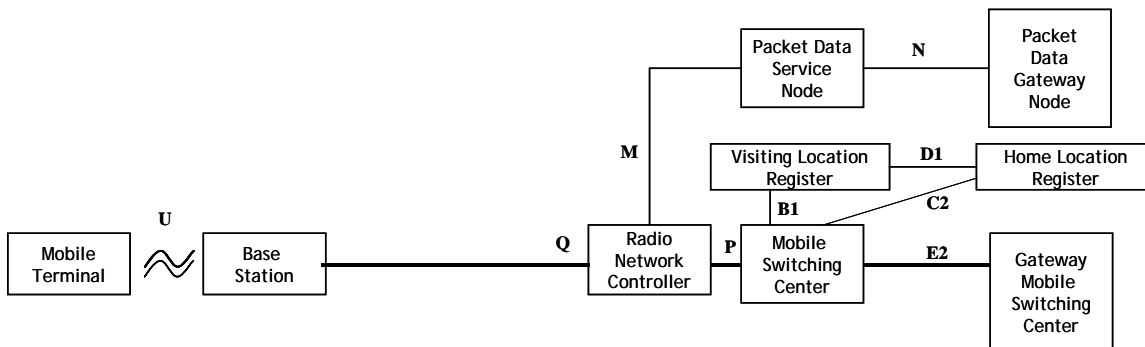 Packet Data
Service
Node
N
Packet
Data
Gateway
Node
M
Visiting Location
Register
D1
Home Location
Register
B1
C2
U
Mobile
Terminal
Base
Station
Q
Radio
Network
Controller
P
Mobile
Switching
Center
E2
Gateway
Mobile
Switching
Center